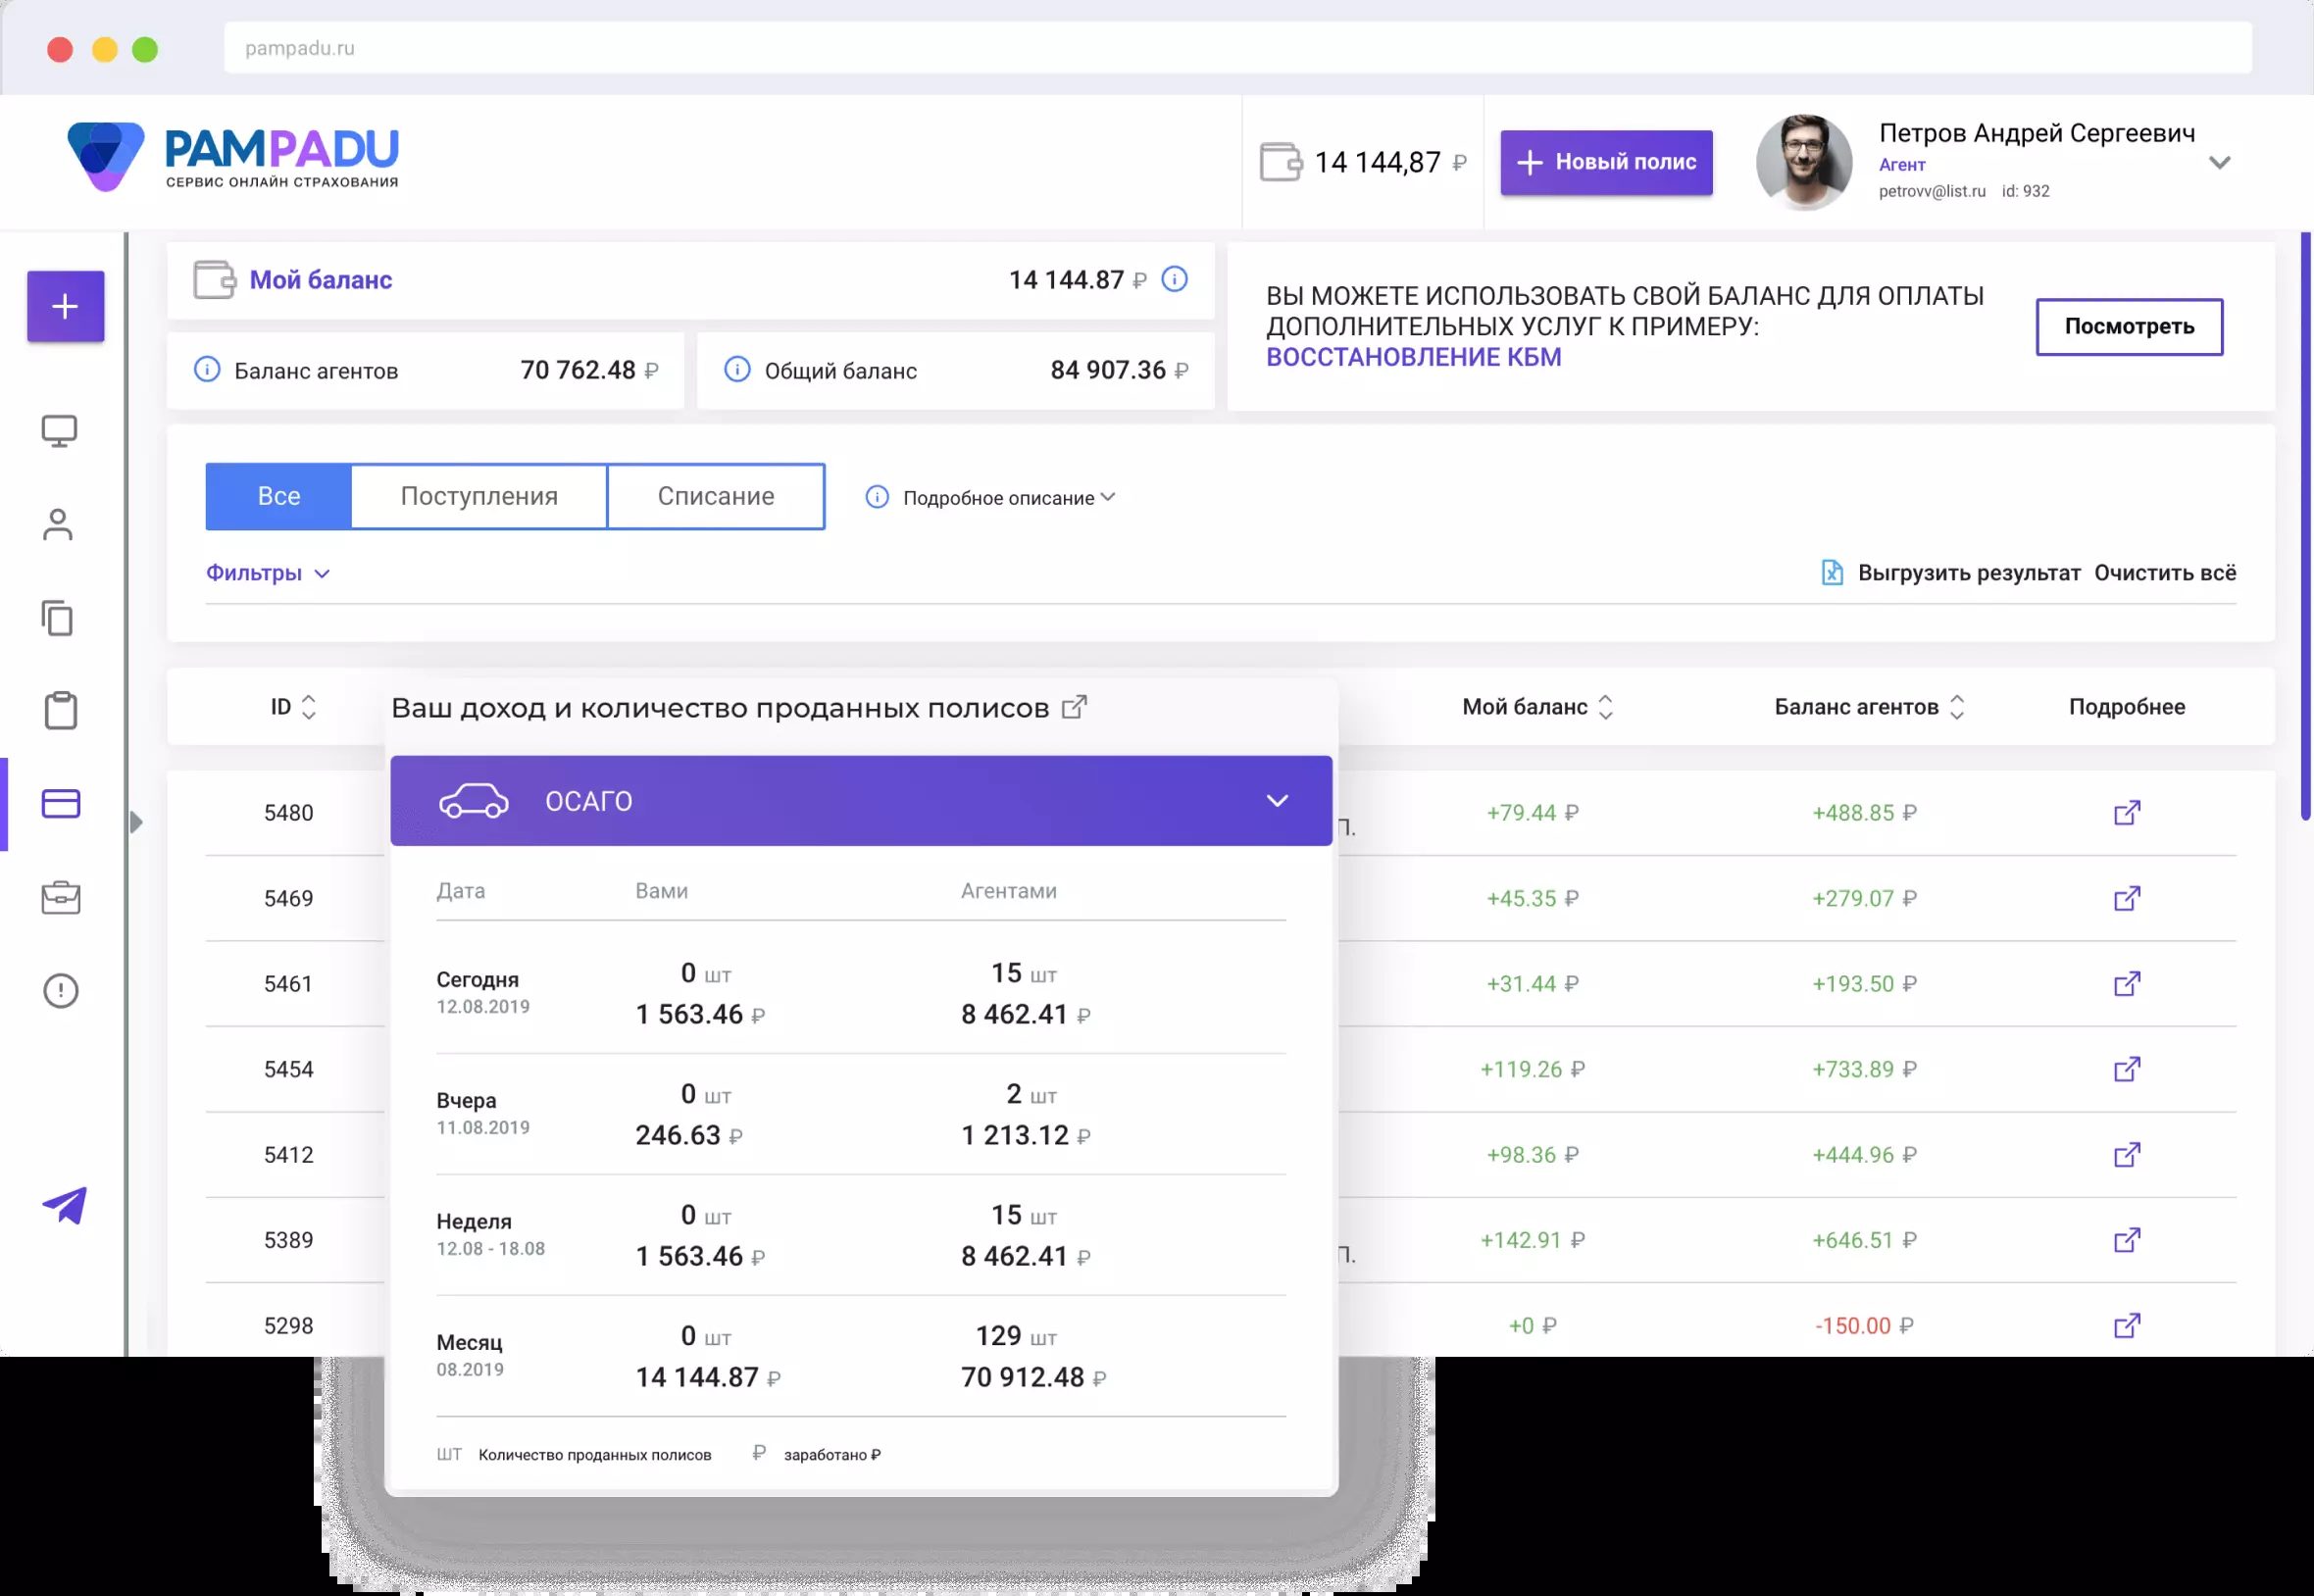 pampadu.ru
PAMPADU
СЕРВИС ОНЛАЙН СТРАХОВАНИЯ
14 144,87 ₽
Новый полис
Петров Андрей Сергеевич
Агент
petrovv@list.ru id: 932
Мой баланс 14 144.87 ₽
Баланс агентов 70 762.48 ₽
Общий баланс 84 907.36 ₽
ВЫ МОЖЕТЕ ИСПОЛЬЗОВАТЬ СВОЙ БАЛАНС ДЛЯ ОПЛАТЫ
ДОПОЛНИТЕЛЬНЫХ УСЛУГ К ПРИМЕРУ:
ВОССТАНОВЛЕНИЕ КБМ
Посмотреть
Все Поступления Списание Подробное описание
Фильтры Выгрузить результат Очистить всё
ID Мой баланс Баланс агентов Подробнее
5480 П. +79.44 ₽ +488.85 ₽
5469 +45.35 ₽ +279.07 ₽
5461 +31.44 ₽ +193.50 ₽
5454 +119.26 ₽ +733.89 ₽
5412 +98.36 ₽ +444.96 ₽
5389 П. +142.91 ₽ +646.51 ₽
5298 +0 ₽ -150.00 ₽
Ваш доход и количество проданных полисов
ОСАГО
Дата Вами Агентами
Сегодня 0 шт 15 шт
12.08.2019 1 563.46 ₽ 8 462.41 ₽
Вчера 0 шт 2 шт
11.08.2019 246.63 ₽ 1 213.12 ₽
Неделя 0 шт 15 шт
12.08 - 18.08 1 563.46 ₽ 8 462.41 ₽
Месяц 0 шт 129 шт
08.2019 14 144.87 ₽ 70 912.48 ₽
ШТ Количество проданных полисов ₽ заработано ₽